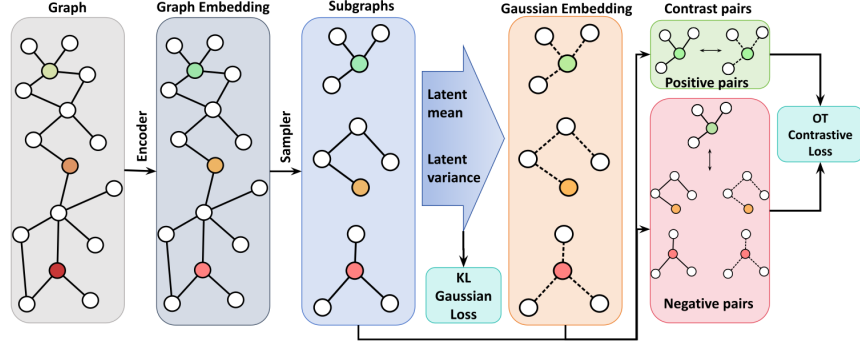 Graph
Graph Embedding
Subgraphs
Gaussian Embedding
Contrast pairs
Encoder
Sampler
Latent
mean
Latent
variance
KL
Gaussian
Loss
Positive pairs
Negative pairs
OT
Contrastive
Loss